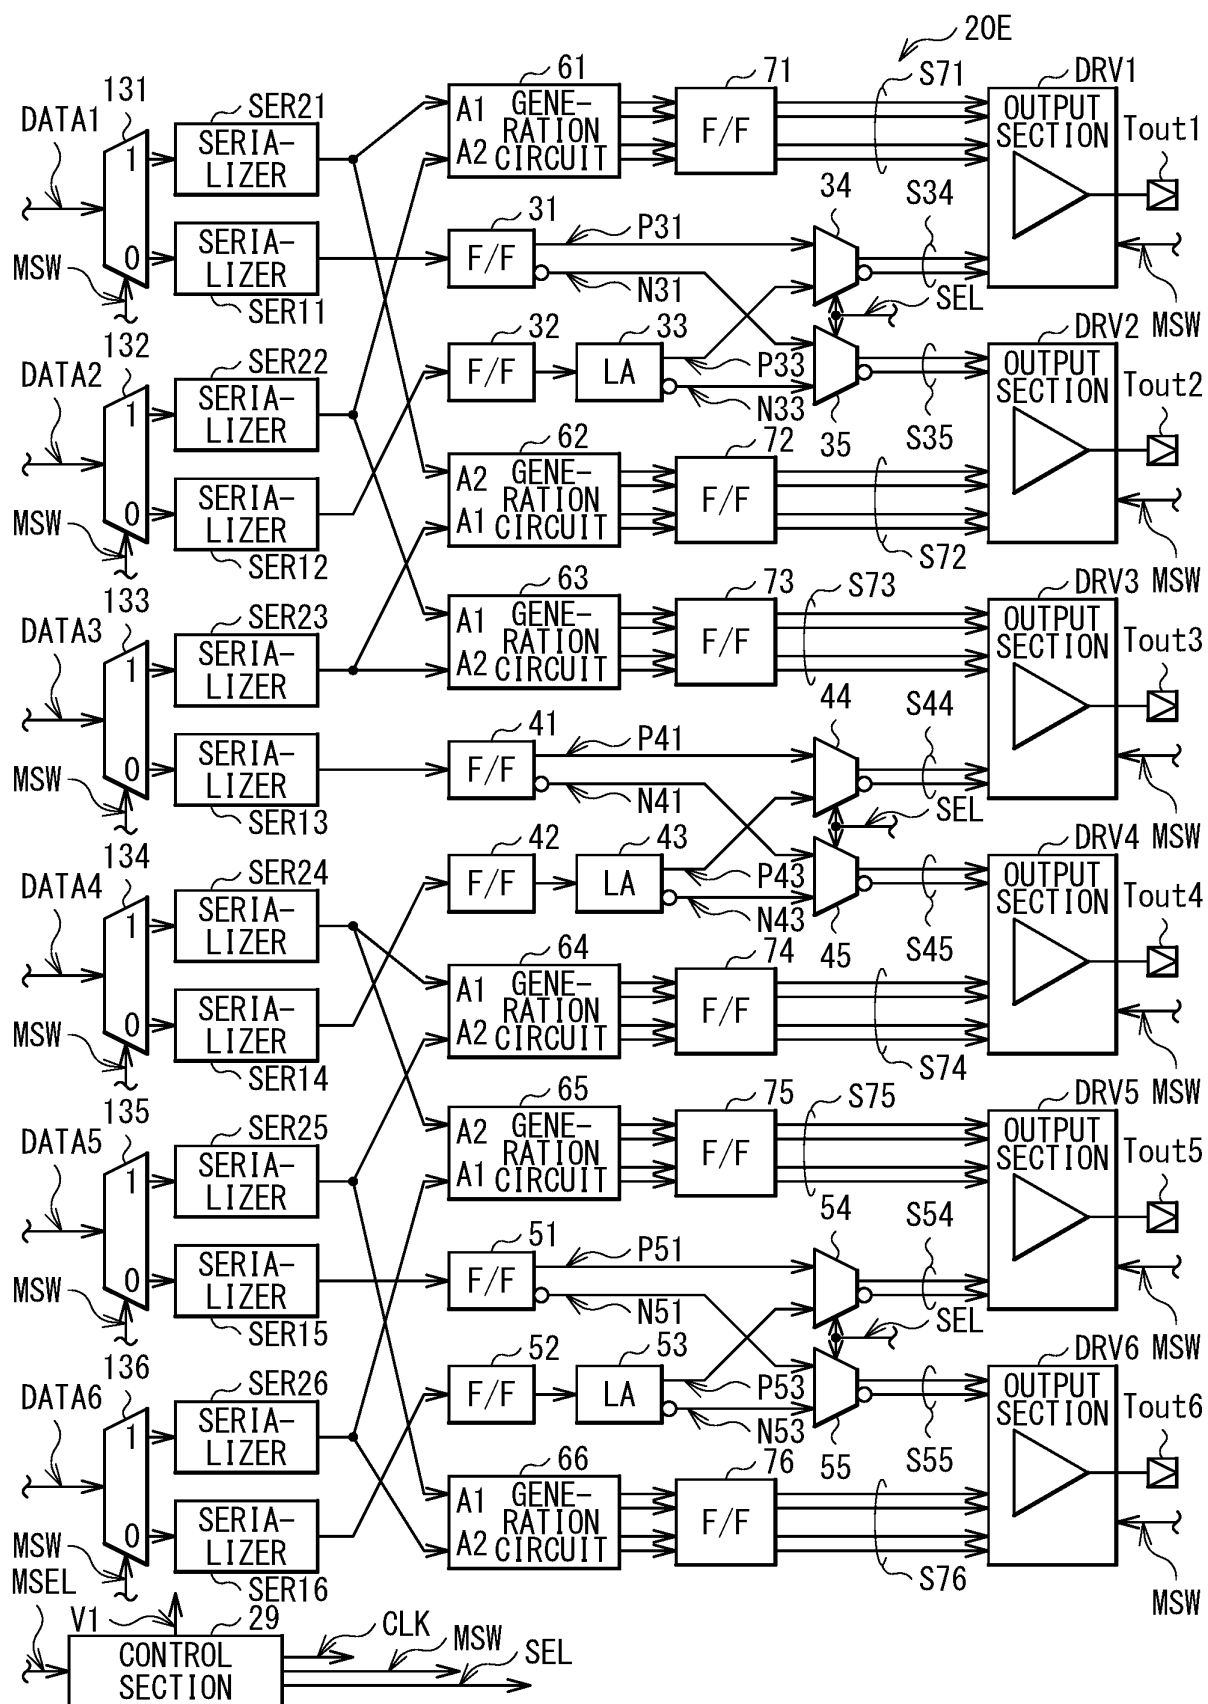 20E
131
DATA1
1
0
MSW
SER21
SERIA-
LIZER
SERIA-
LIZER
SER11
61
A1
A2
GENE-
RATION
CIRCUIT
71
F/F
S71
DRV1
OUTPUT
SECTION
Tout1
MSW
31
F/F
P31
N31
34
S34
SEL
132
DATA2
1
0
MSW
SER22
SERIA-
LIZER
SERIA-
LIZER
SER12
32
F/F
33
LA
P33
N33
35
S35
DRV2
OUTPUT
SECTION
Tout2
MSW
62
A2
A1
GENE-
RATION
CIRCUIT
72
F/F
S72
133
DATA3
1
0
MSW
SER23
SERIA-
LIZER
SERIA-
LIZER
SER13
63
A1
A2
GENE-
RATION
CIRCUIT
73
F/F
S73
DRV3
OUTPUT
SECTION
Tout3
MSW
41
F/F
P41
N41
44
S44
SEL
134
DATA4
1
0
MSW
SER24
SERIA-
LIZER
SERIA-
LIZER
SER14
42
F/F
43
LA
P43
N43
45
S45
DRV4
OUTPUT
SECTION
Tout4
MSW
64
A1
A2
GENE-
RATION
CIRCUIT
74
F/F
S74
135
DATA5
1
0
MSW
SER25
SERIA-
LIZER
SERIA-
LIZER
SER15
65
A2
A1
GENE-
RATION
CIRCUIT
75
F/F
S75
DRV5
OUTPUT
SECTION
Tout5
MSW
51
F/F
P51
N51
54
S54
SEL
136
DATA6
1
0
MSW
SER26
SERIA-
LIZER
SERIA-
LIZER
SER16
52
F/F
53
LA
P53
N53
55
S55
DRV6
OUTPUT
SECTION
Tout6
MSW
66
A1
A2
GENE-
RATION
CIRCUIT
76
F/F
S76
MSEL
V1
29
CONTROL
SECTION
CLK
MSW
SEL